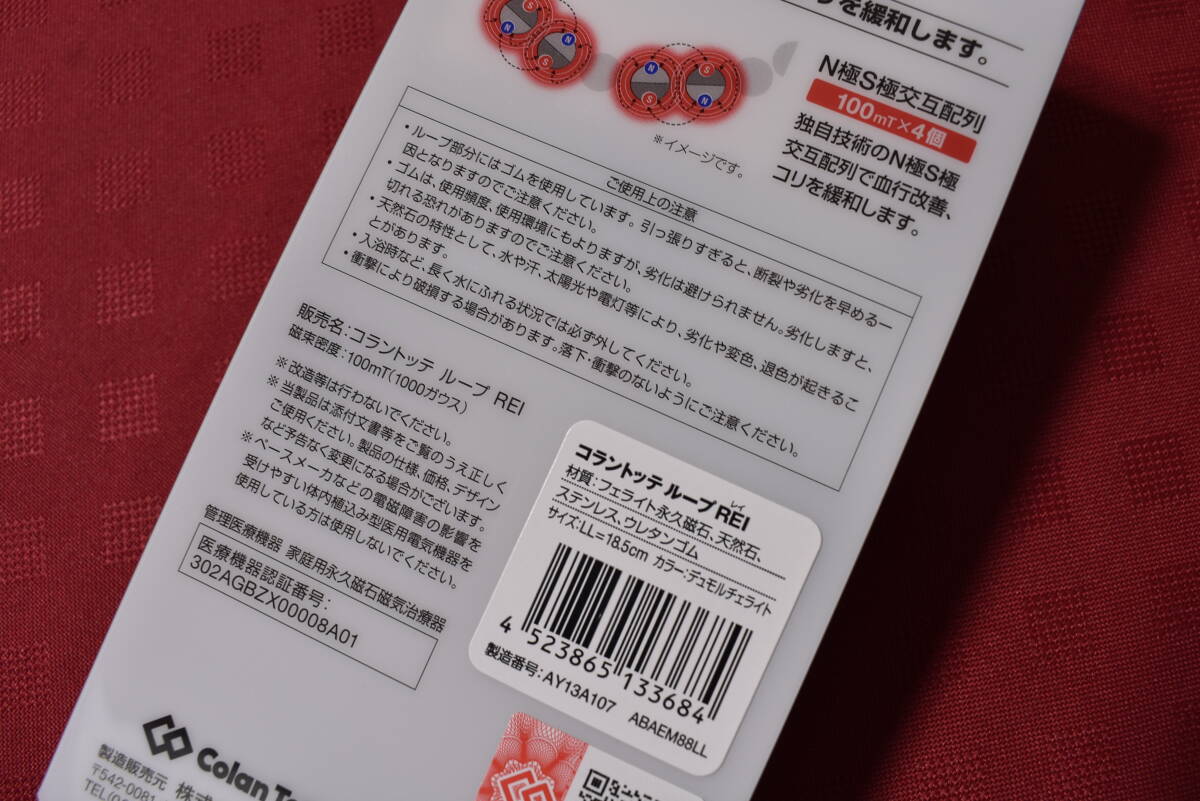 リを緩和します。
N極S極交互配列
100mT×4個
独自技術のN極S極
交互配列で血行改善、
コリを緩和します。
N
S
N
S
N
S
S
N
※イメージです。
ご使用上の注意
・ループ部分にはゴムを使用しています。引っ張りすぎると、断裂や劣化を早める一
因となりますのでご注意ください。
・ゴムは、使用頻度、使用環境にもよりますが、劣化は避けられません。劣化しますと、
切れる恐れがありますのでご注意ください。
・天然石の特性として、水や汗、太陽光や電灯等により、劣化や変色、退色が起きるこ
とがあります。
・入浴時など、長く水にふれる状況では必ず外してください。
・衝撃により破損する場合があります。落下・衝撃のないようにご注意ください。
販売名：コラントッテ ループ REI
磁束密度：100mT(1000ガウス)
※改造等は行わないでください。
※当製品は添付文書等をご覧のうえ正しく
ご使用ください。製品の仕様、価格、デザイン
など予告なく変更になる場合がございます。
※ペースメーカなどの電磁障害の影響を
受けやすい体内植込み型医用電気機器を
使用している方は使用しないでください。
管理医療機器 家庭用永久磁石磁気治療器
医療機器認証番号：
302AGBZX00008A01
コラントッテ ループREI
レイ
材質：フェライト永久磁石、天然石、
ステンレス、ウレタンゴム
サイズ：LL=18.5cm カラー：デュモルチェライト
4 523865 133684
製造番号：AY13A107 ABAEM88LL
Colan
製造販売元 株式
〒542-0081
TEL